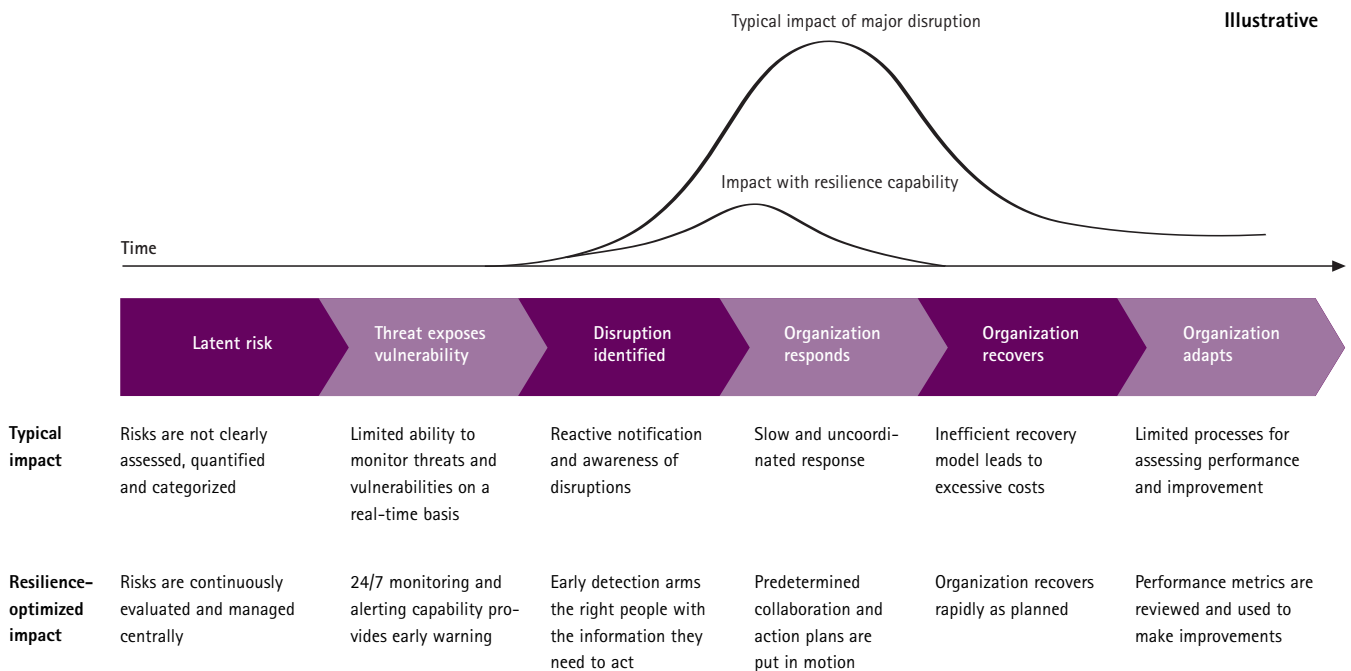 Typical impact of major disruption
Illustrative
Impact with resilience capability
Time
Latent risk
Threat exposes
vulnerability
Disruption
identified
Organization
responds
Organization
recovers
Organization
adapts
Typical
impact
Risks are not clearly
assessed, quantified
and categorized
Limited ability to
monitor threats and
vulnerabilities on a
real-time basis
Reactive notification
and awareness of
disruptions
Slow and uncoordi-
nated response
Inefficient recovery
model leads to
excessive costs
Limited processes for
assessing performance
and improvement
Resilience-
optimized
impact
Risks are continuously
evaluated and managed
centrally
24/7 monitoring and
alerting capability pro-
vides early warning
Early detection arms
the right people with
the information they
need to act
Predetermined
collaboration and
action plans are
put in motion
Organization recovers
rapidly as planned
Performance metrics are
reviewed and used to
make improvements